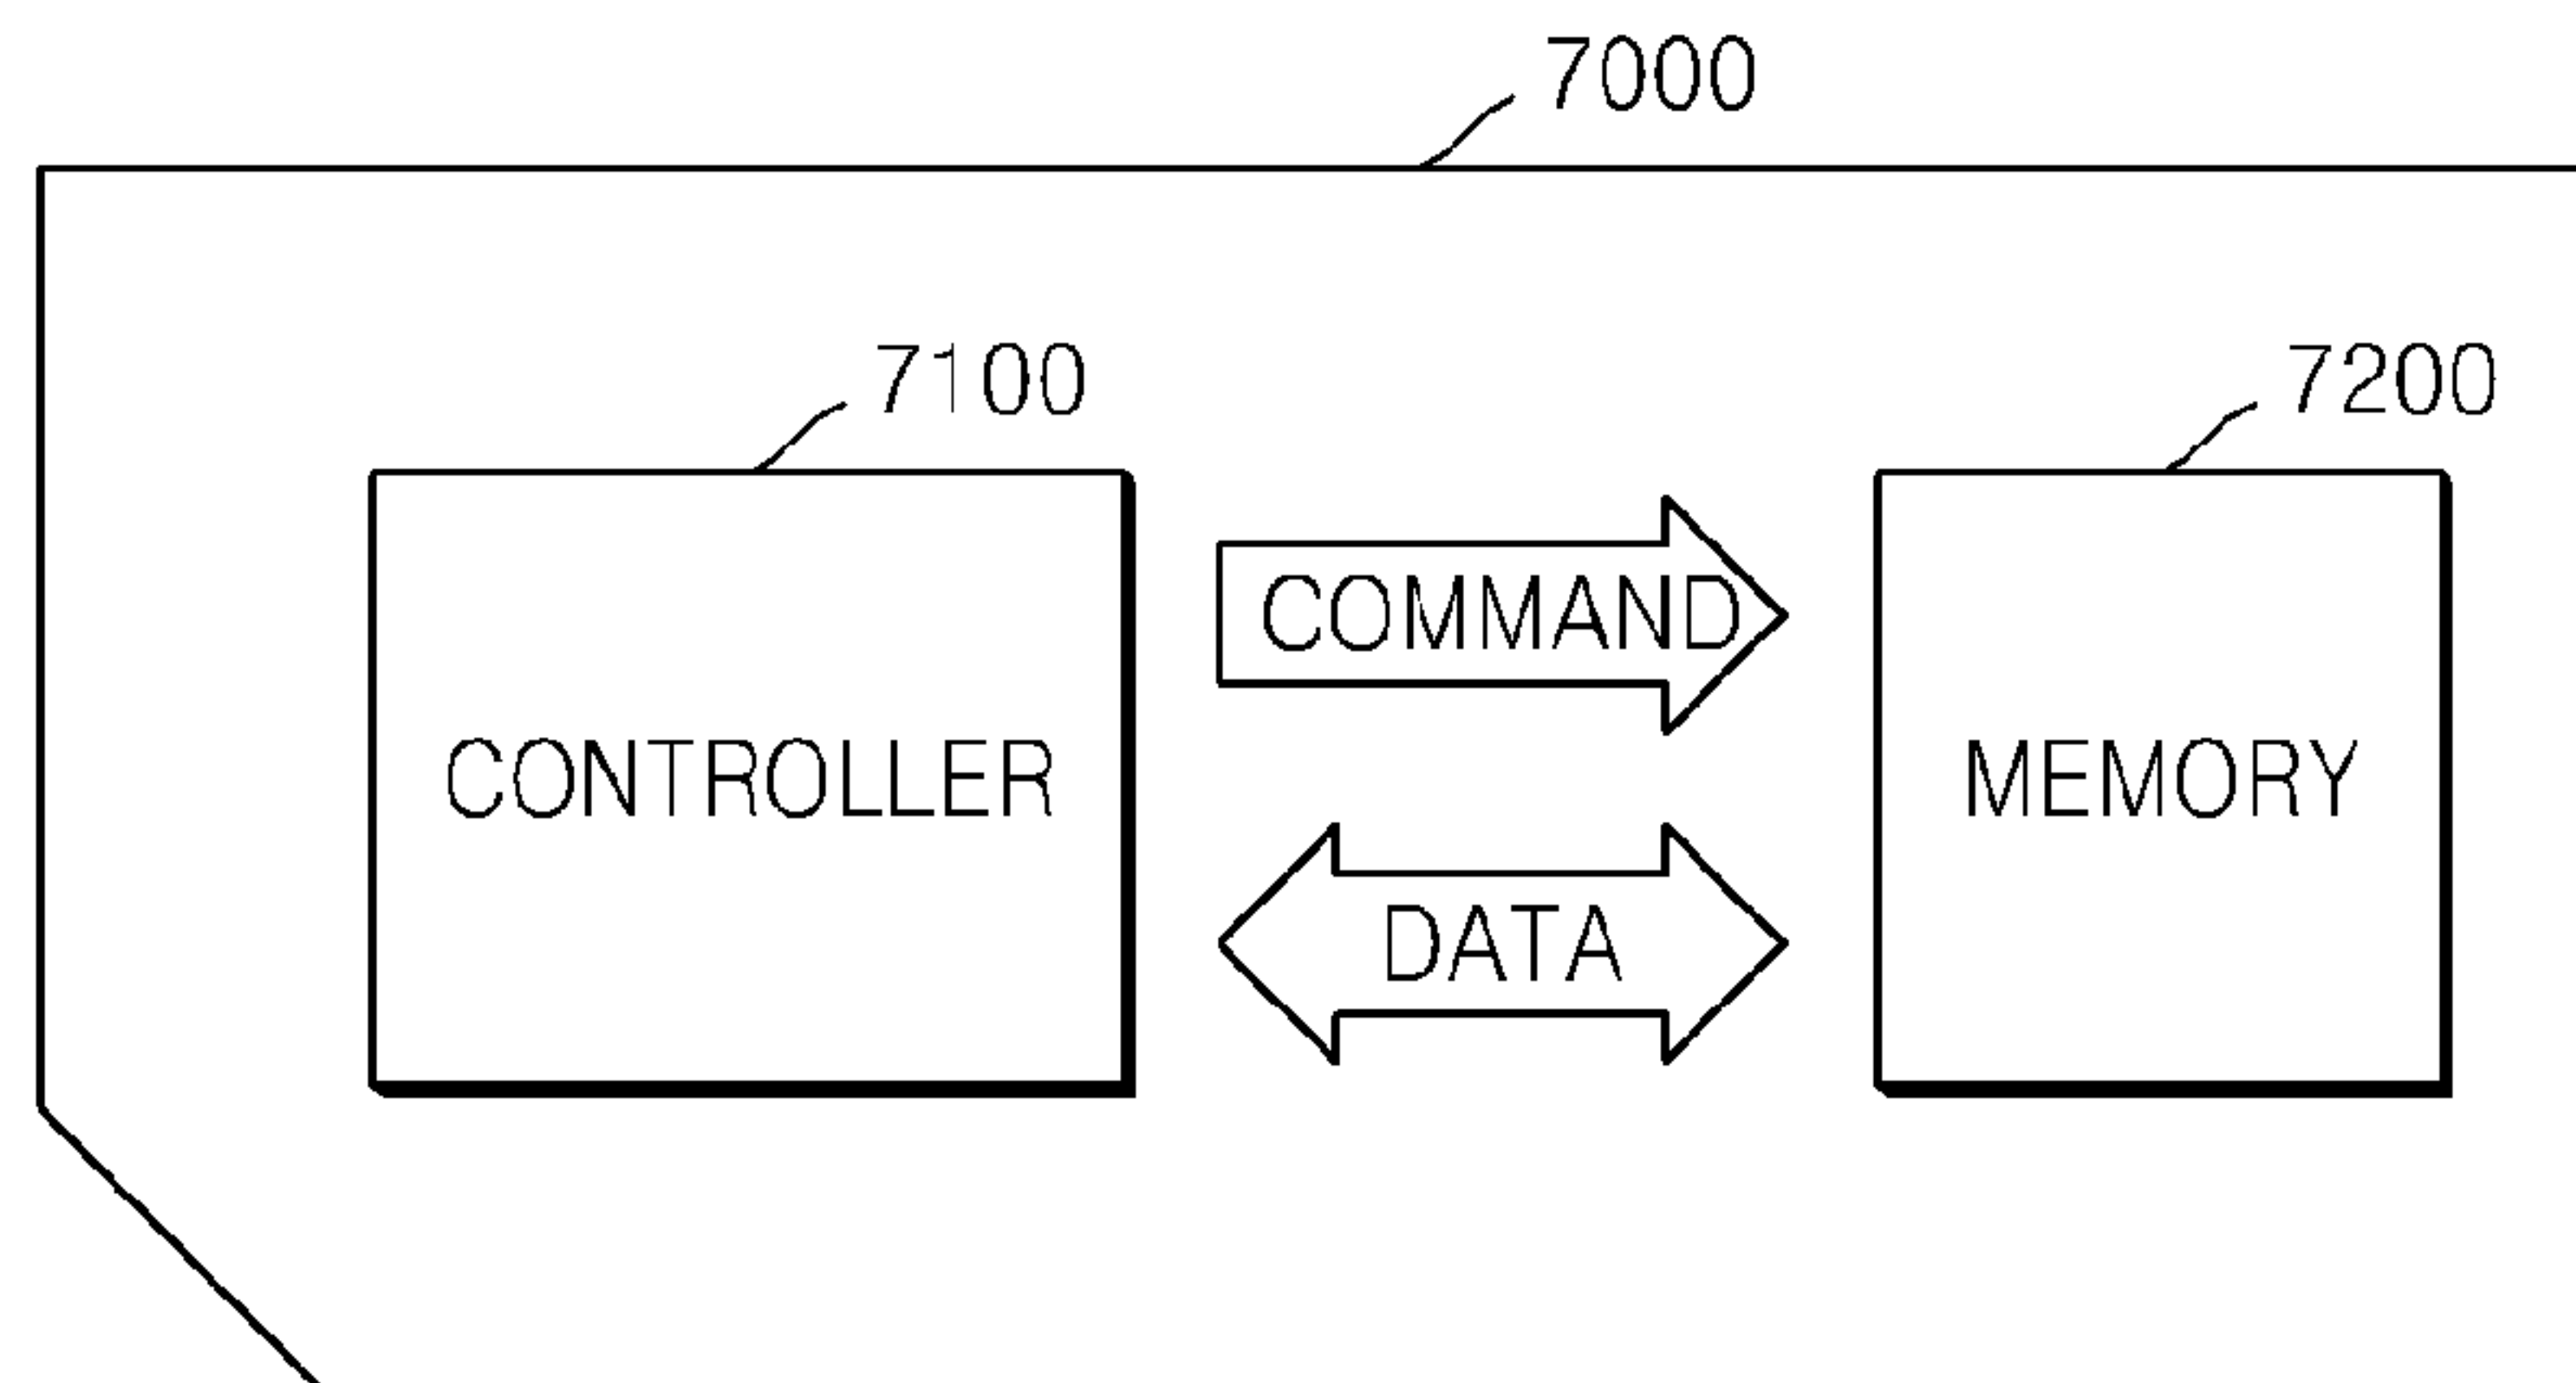 7000
7100
7200
COMMAND
CONTROLLER
MEMORY
DATA